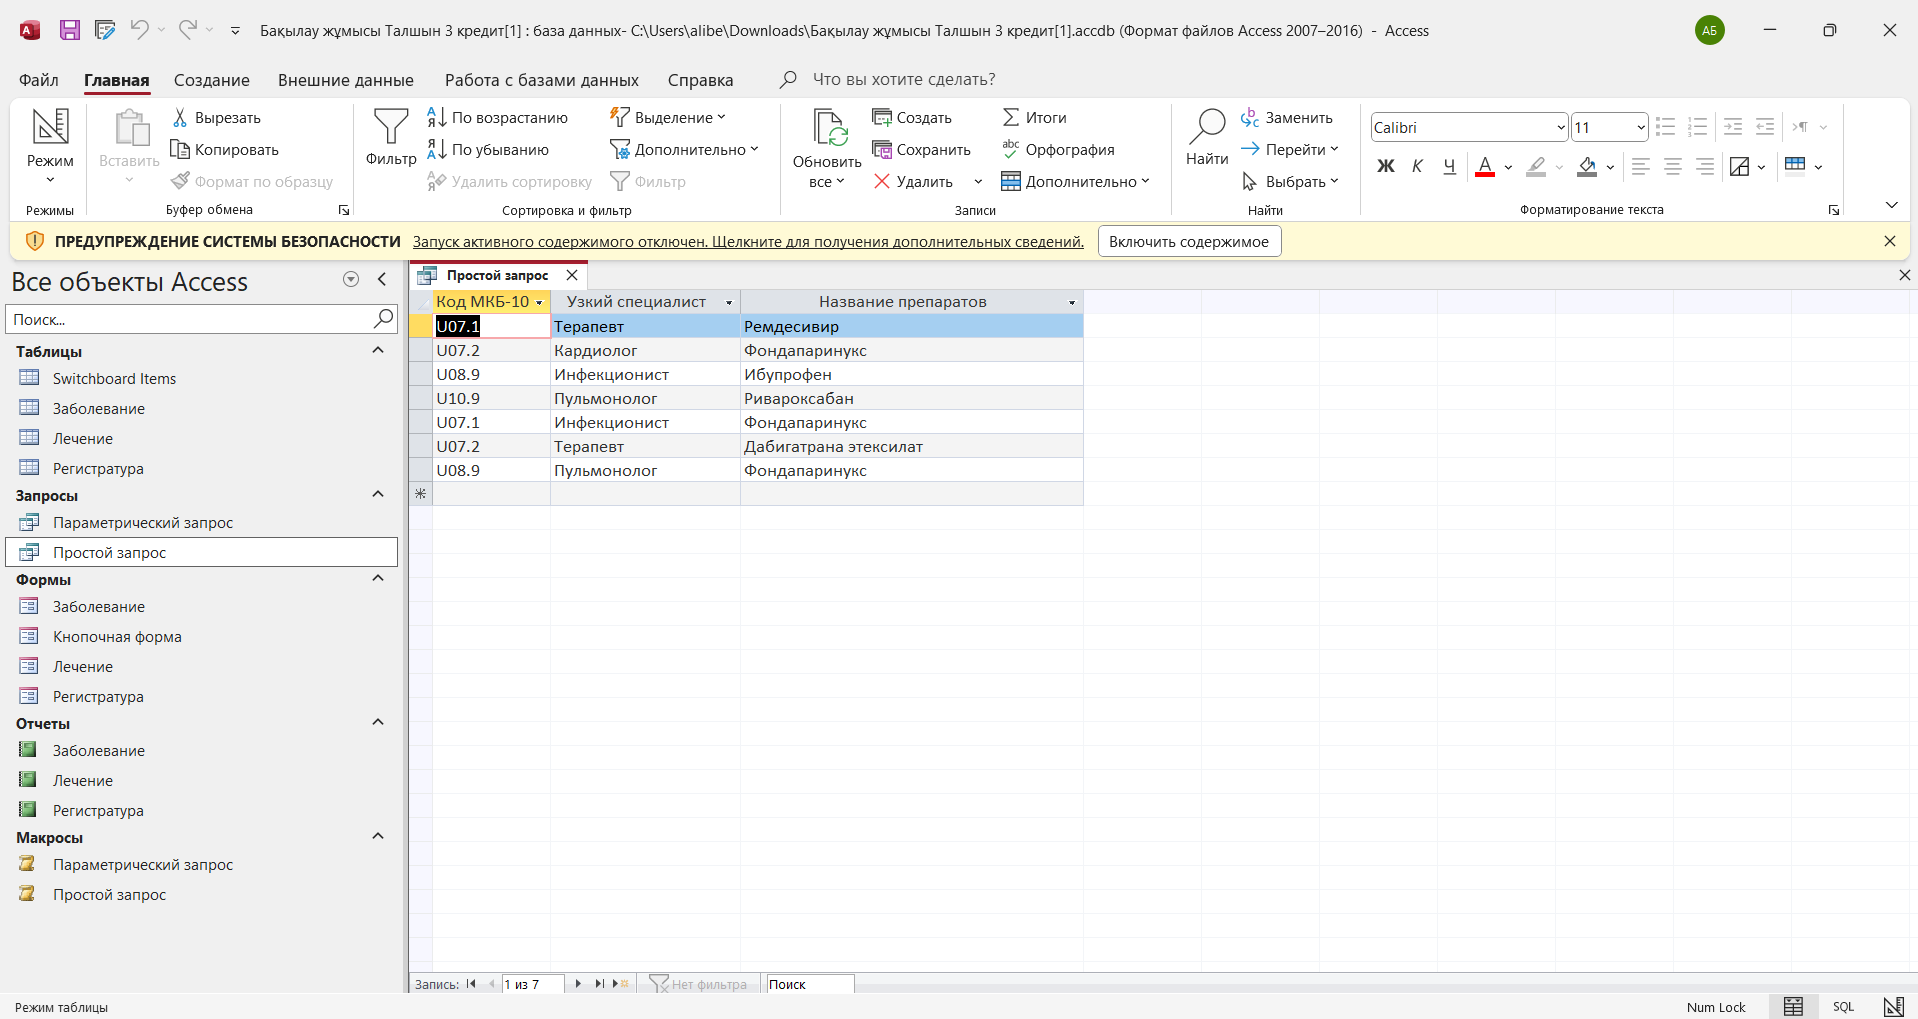 Бақылау жұмысы Талшын 3 кредит[1] : база данных- C:\Users\alibe\Downloads\Бақылау жұмысы Талшын 3 кредит[1].accdb (Формат файлов Access 2007–2016) - Access
АБ
Файл Главная Создание Внешние данные Работа с базами данных Справка Что вы хотите сделать?
Режим
Режимы
Вставить
Вырезать
Копировать
Формат по образцу
Буфер обмена
Фильтр
По возрастанию
По убыванию
Удалить сортировку
Выделение
Дополнительно
Фильтр
Сортировка и фильтр
Обновить
все
Создать
Сохранить
Удалить
Итоги
Орфография
Дополнительно
Записи
Найти
Заменить
Перейти
Выбрать
Найти
Calibri 11
Ж К Ч
Форматирование текста
ПРЕДУПРЕЖДЕНИЕ СИСТЕМЫ БЕЗОПАСНОСТИ Запуск активного содержимого отключен. Щелкните для получения дополнительных сведений. Включить содержимое
Все объекты Access
Поиск...
Таблицы
Switchboard Items
Заболевание
Лечение
Регистратура
Запросы
Параметрический запрос
Простой запрос
Формы
Заболевание
Кнопочная форма
Лечение
Регистратура
Отчеты
Заболевание
Лечение
Регистратура
Макросы
Параметрический запрос
Простой запрос
Простой запрос
Код МКБ-10 Узкий специалист Название препаратов
U07.1 Терапевт Ремдесивир
U07.2 Кардиолог Фондапаринукс
U08.9 Инфекционист Ибупрофен
U10.9 Пульмонолог Ривароксабан
U07.1 Инфекционист Фондапаринукс
U07.2 Терапевт Дабигатрана этексилат
U08.9 Пульмонолог Фондапаринукс
Запись: 1 из 7 Нет фильтра Поиск
Режим таблицы Num Lock SQL